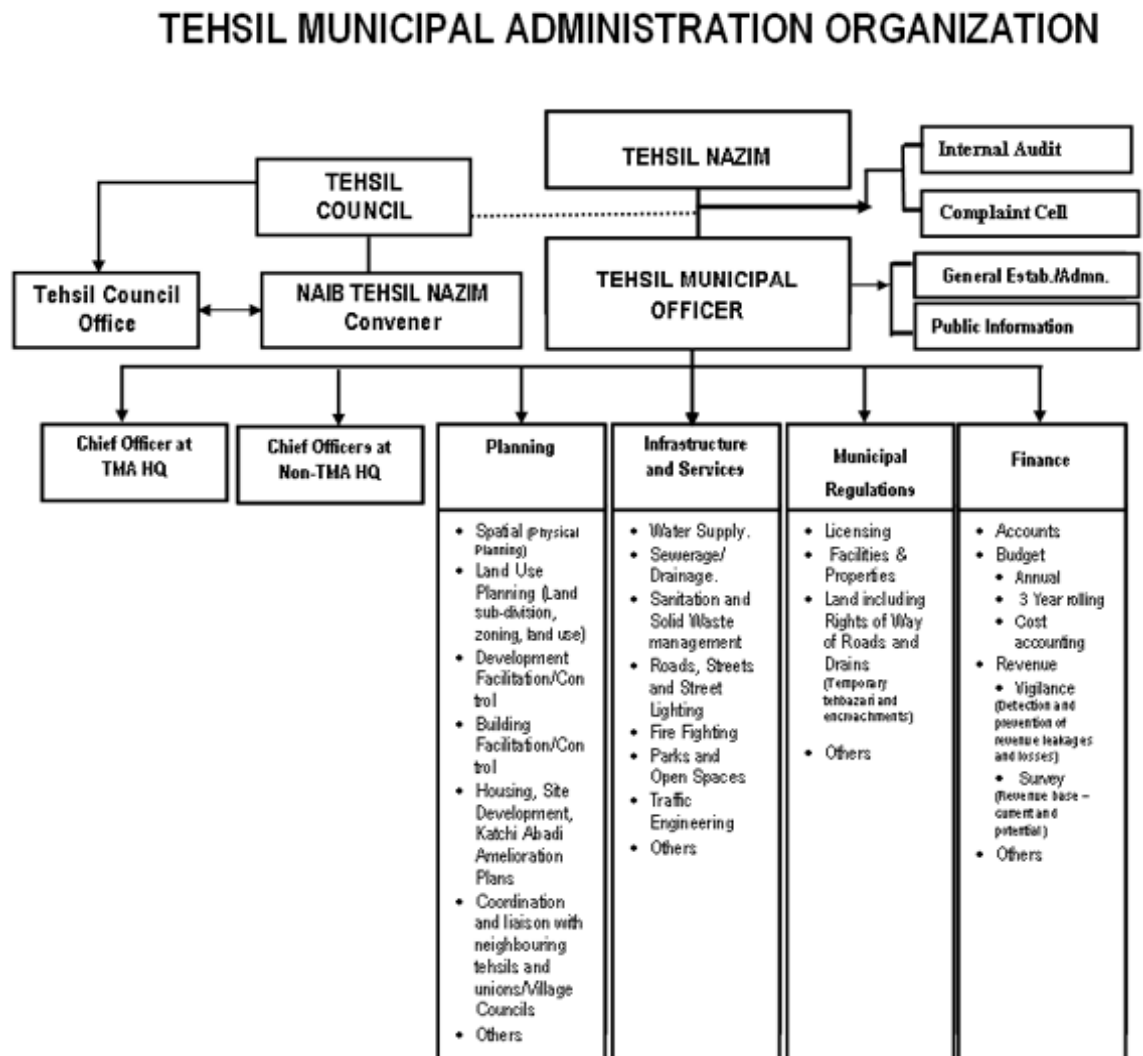 TEHSIL MUNICIPAL ADMINISTRATION ORGANIZATION
TEHSIL NAZIM
Internal Audit
Complaint Cell
TEHSIL
COUNCIL
TEHSIL MUNICIPAL
OFFICER
General Estab./Admn.
Public Information
Tehsil Council
Office
NAIB TEHSIL NAZIM
Convener
Chief Officer at
TMA HQ
Chief Officers at
Non-TMA HQ
Planning
• Spatial (Physical
Planning)
• Land Use
Planning (Land
sub-division,
zoning, land use)
• Development
Facilitation/Con
trol
• Building
Facilitation/Con
trol
• Housing, Site
Development,
Katchi Abadi
Amelioration
Plans
• Coordination
and liaison with
neighbouring
tehsils and
unions/Village
Councils
• Others
Infrastructure
and Services
• Water Supply.
• Sewerage/
Drainage.
• Sanitation and
Solid Waste
management
• Roads, Streets
and Street
Lighting
• Fire Fighting
• Parks and
Open Spaces
• Traffic
Engineering
• Others
Municipal
Regulations
• Licensing
• Facilities &
Properties
• Land including
Rights of Way
of Roads and
Drains
(Temporary
tehbazari and
encroachments)
• Others
Finance
• Accounts
• Budget
• Annual
• 3 Year rolling
• Cost
accounting
• Revenue
• Vigilance
(Detection and
prevention of
revenue leakages
and losses)
• Survey
(Revenue base –
current and
potential)
• Others